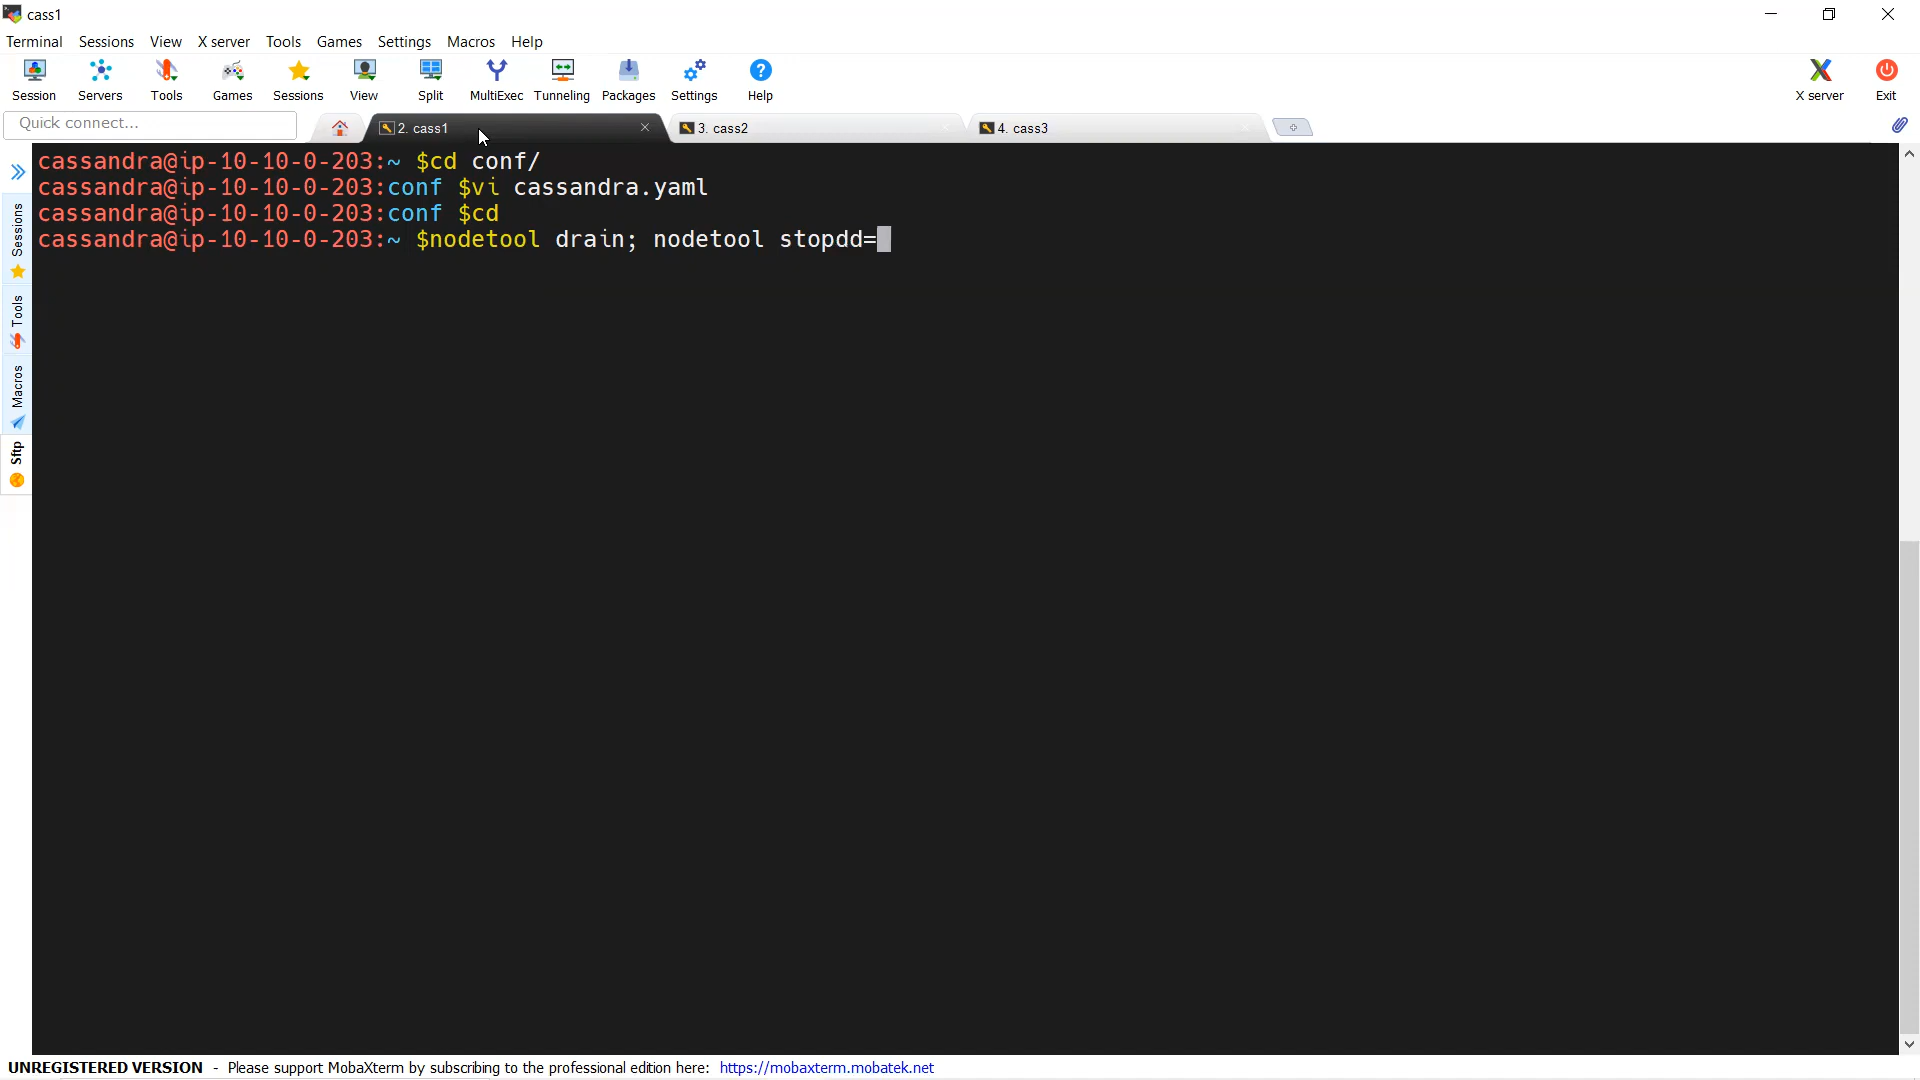 cass1
Terminal Sessions View X server Tools Games Settings Macros Help
Session Servers Tools Games Sessions View Split MultiExec Tunneling Packages Settings Help X server Exit
Quick connect... 2. cass1 3. cass2 4. cass3
cassandra@ip-10-10-0-203:~ $cd conf/
cassandra@ip-10-10-0-203:conf $vi cassandra.yaml
cassandra@ip-10-10-0-203:conf $cd
cassandra@ip-10-10-0-203:~ $nodetool drain; nodetool stopdd=
Sessions
Tools
Macros
Sftp
UNREGISTERED VERSION - Please support MobaXterm by subscribing to the professional edition here: https://mobaxterm.mobatek.net